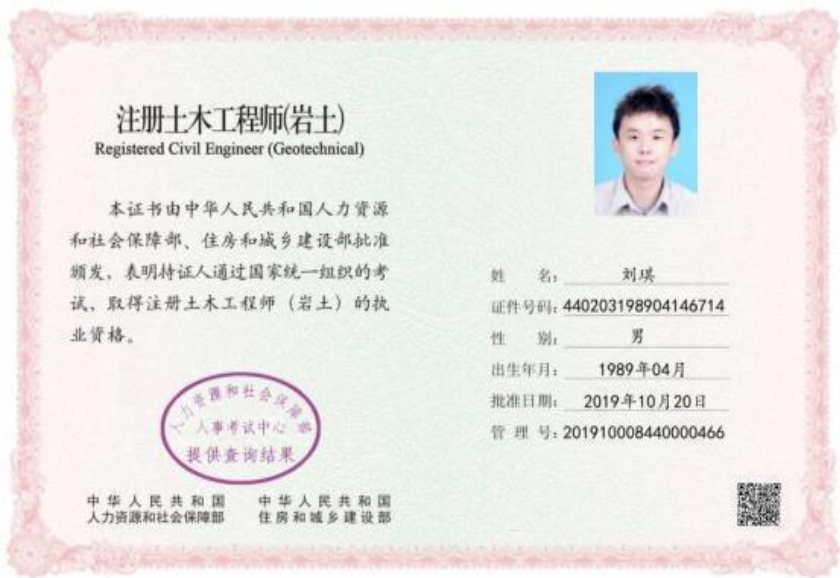 注册土木工程师(岩土)
Registered Civil Engineer (Geotechnical)
本证书由中华人民共和国人力资源
和社会保障部、住房和城乡建设部批准
颁发,表明持证人通过国家统一组织的考
试,取得注册土木工程师（岩土）的执
业资格。
人力资源和社会保障部
人事考试中心
提供查询结果
中华人民共和国
人力资源和社会保障部
中华人民共和国
住房和城乡建设部
姓 名: 刘琪
证件号码: 440203198904146714
性 别: 男
出生年月: 1989年04月
批准日期: 2019年10月20日
管 理 号: 201910008440000466